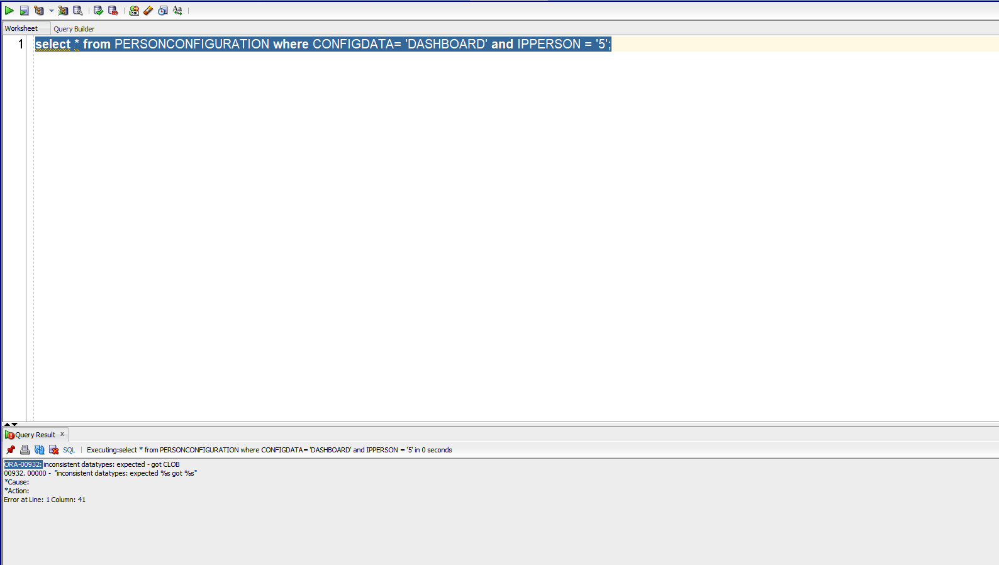 Worksheet Query Builder
1 select * from PERSONCONFIGURATION where CONFIGDATA= 'DASHBOARD' and IPPERSON = '5';
Query Result x
SQL | Executing:select * from PERSONCONFIGURATION where CONFIGDATA= 'DASHBOARD' and IPPERSON = '5' in 0 seconds
ORA-00932: inconsistent datatypes: expected - got CLOB
00932. 00000 - "inconsistent datatypes: expected %s got %s"
*Cause:
*Action:
Error at Line: 1 Column: 41